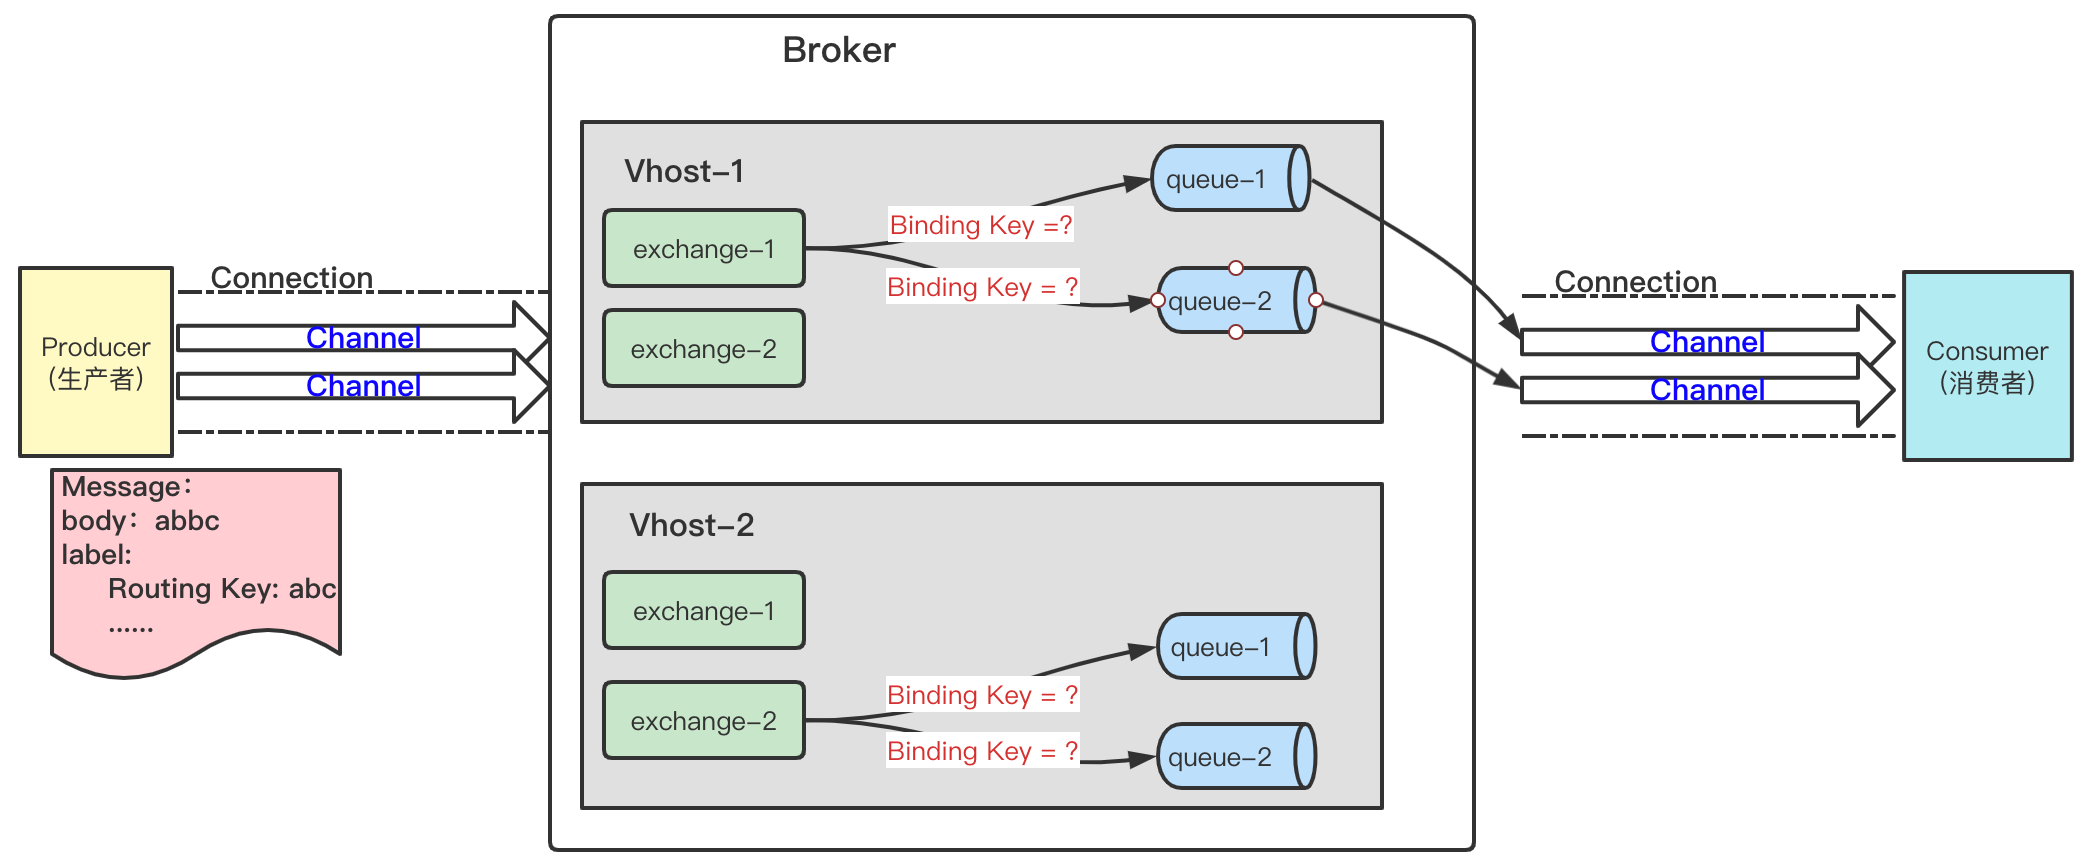 Broker
Vhost-1
exchange-1
exchange-2
Binding Key =?
Binding Key = ?
queue-1
queue-2
Connection
Channel
Channel
Producer
(生产者)
Message：
body：abbc
label:
Routing Key: abc
......
Connection
Channel
Channel
Consumer
(消费者)
Vhost-2
exchange-1
exchange-2
Binding Key = ?
Binding Key = ?
queue-1
queue-2